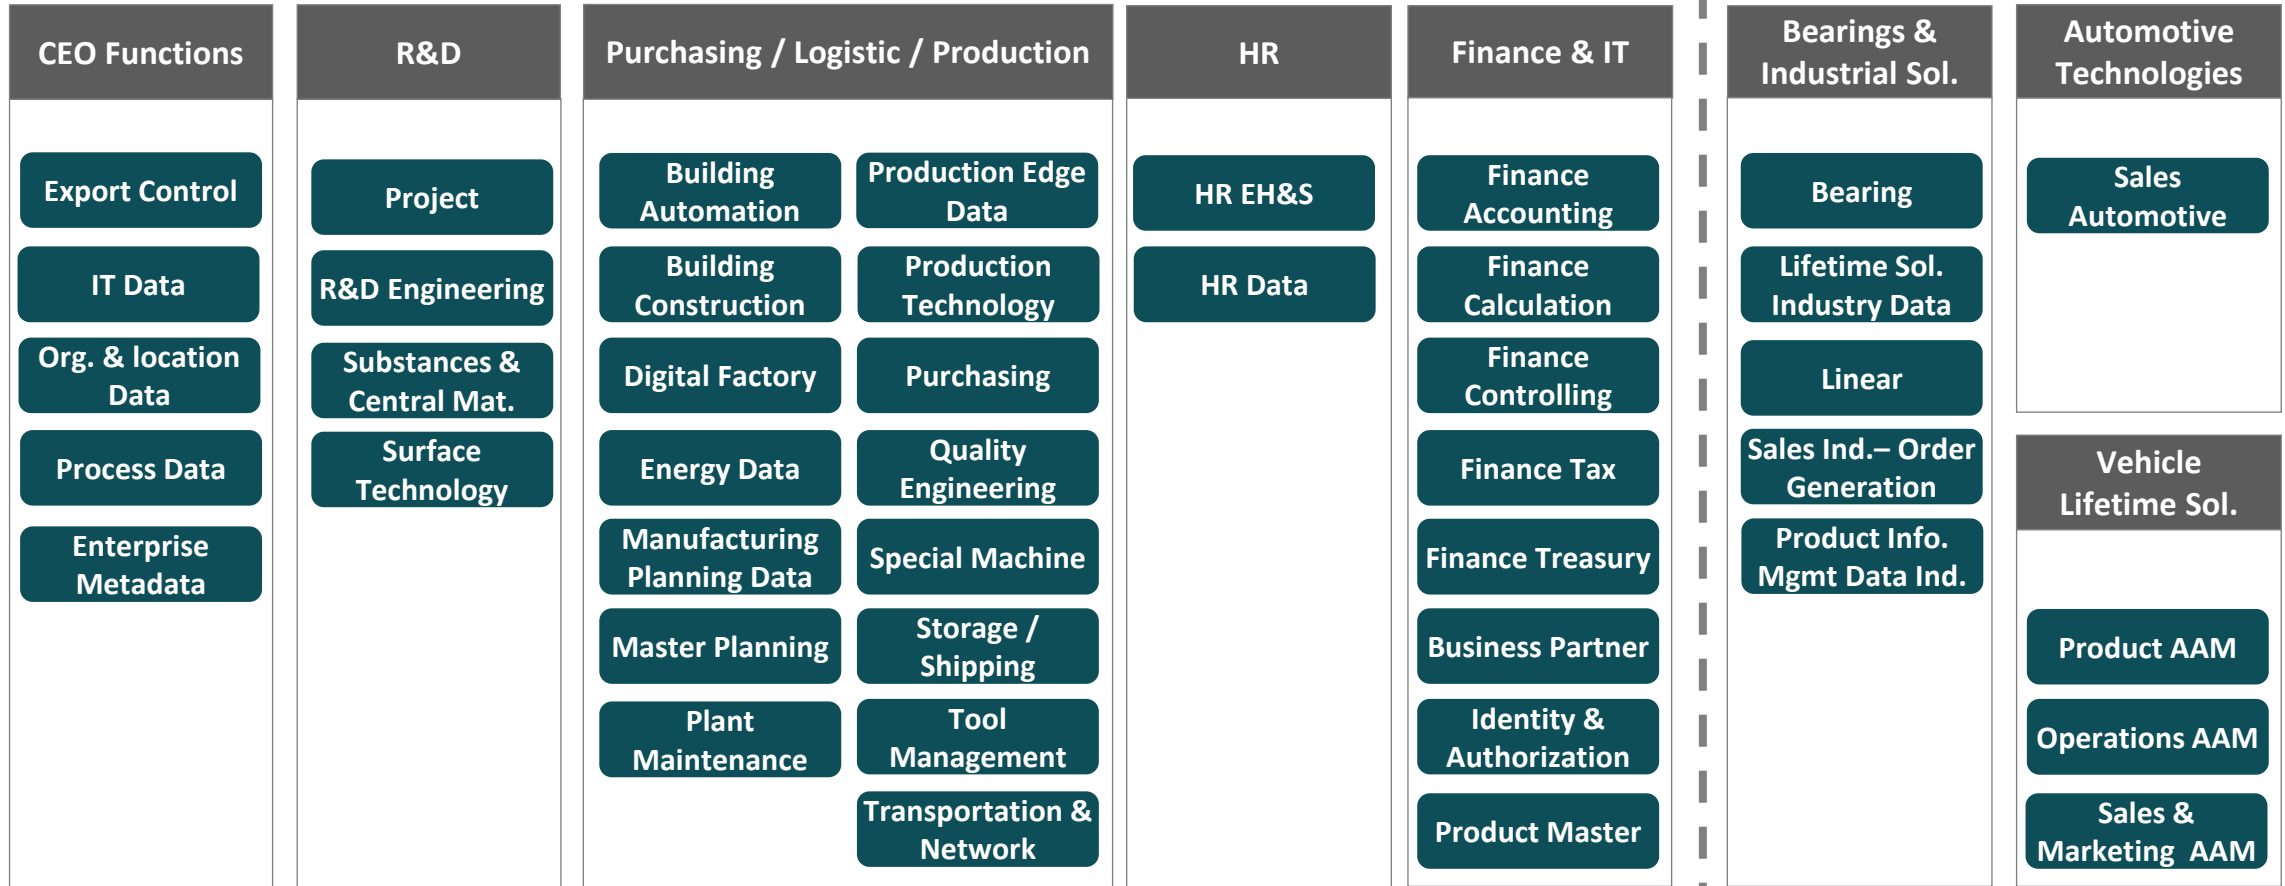 CEO Functions
Export Control
IT Data
Org. & location
Data
Process Data
Enterprise
Metadata
R&D
Project
R&D Engineering
Substances &
Central Mat.
Surface
Technology
Purchasing / Logistic / Production
Building
Automation
Building
Construction
Digital Factory
Energy Data
Manufacturing
Planning Data
Master Planning
Plant
Maintenance
Production Edge
Data
Production
Technology
Purchasing
Quality
Engineering
Special Machine
Storage /
Shipping
Tool
Management
Transportation &
Network
HR
HR EH&S
HR Data
Finance & IT
Finance
Accounting
Finance
Calculation
Finance
Controlling
Finance Tax
Finance Treasury
Business Partner
Identity &
Authorization
Product Master
Bearings &
Industrial Sol.
Bearing
Lifetime Sol.
Industry Data
Linear
Sales Ind.– Order
Generation
Product Info.
Mgmt Data Ind.
Automotive
Technologies
Sales
Automotive
Vehicle
Lifetime Sol.
Product AAM
Operations AAM
Sales &
Marketing  AAM